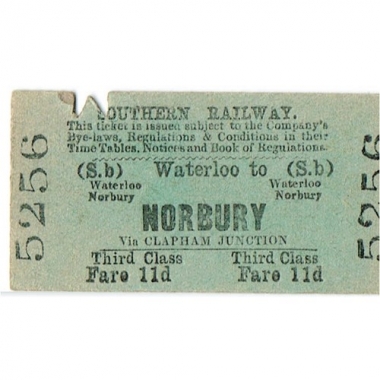 SOUTHERN RAILWAY.
This ticket is issued subject to the Company's
Bye-laws, Regulations & Conditions in their
Time Tables, Notices and Book of Regulations.
(S.b) Waterloo to (S.b)
Waterloo Waterloo
Norbury Norbury
NORBURY
Via CLAPHAM JUNCTION
Third Class Third Class
Fare 11d Fare 11d
5256
5256